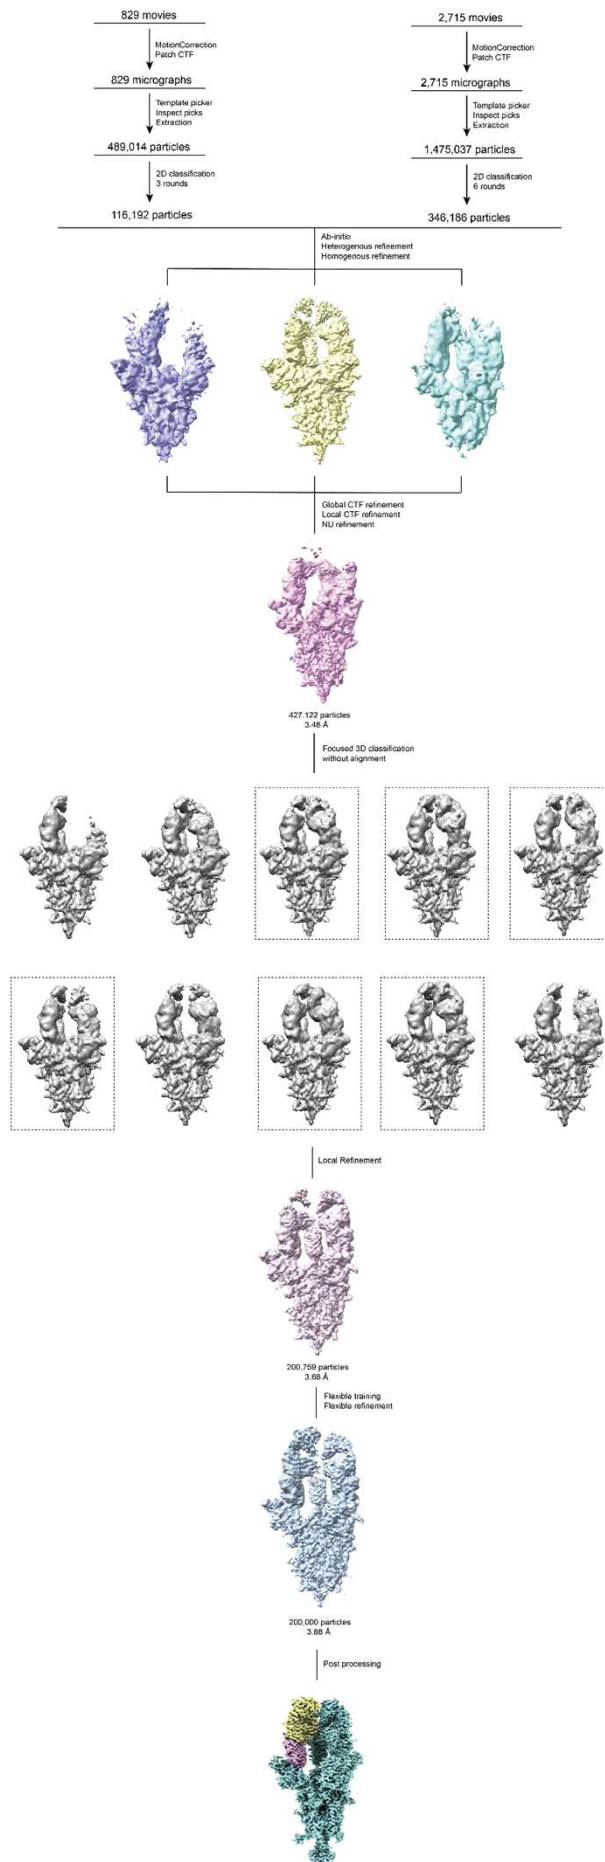 829 movies
MotionCorrection
Patch CTF
829 micrographs
Template picker
Inspect picks
Extraction
489,014 particles
2D classification
3 rounds
116,192 particles
2,715 movies
MotionCorrection
Patch CTF
2,715 micrographs
Template picker
Inspect picks
Extraction
1,475,037 particles
2D classification
6 rounds
346,186 particles
Ab-initio
Heterogenous refinement
Homogenous refinement
Global CTF refinement
Local CTF refinement
NU refinement
427,122 particles
3.48 Å
Focused 3D classification
without alignment
Local Refinement
200,759 particles
3.68 Å
Flexible training
Flexible refinement
200,000 particles
3.88 Å
Post processing